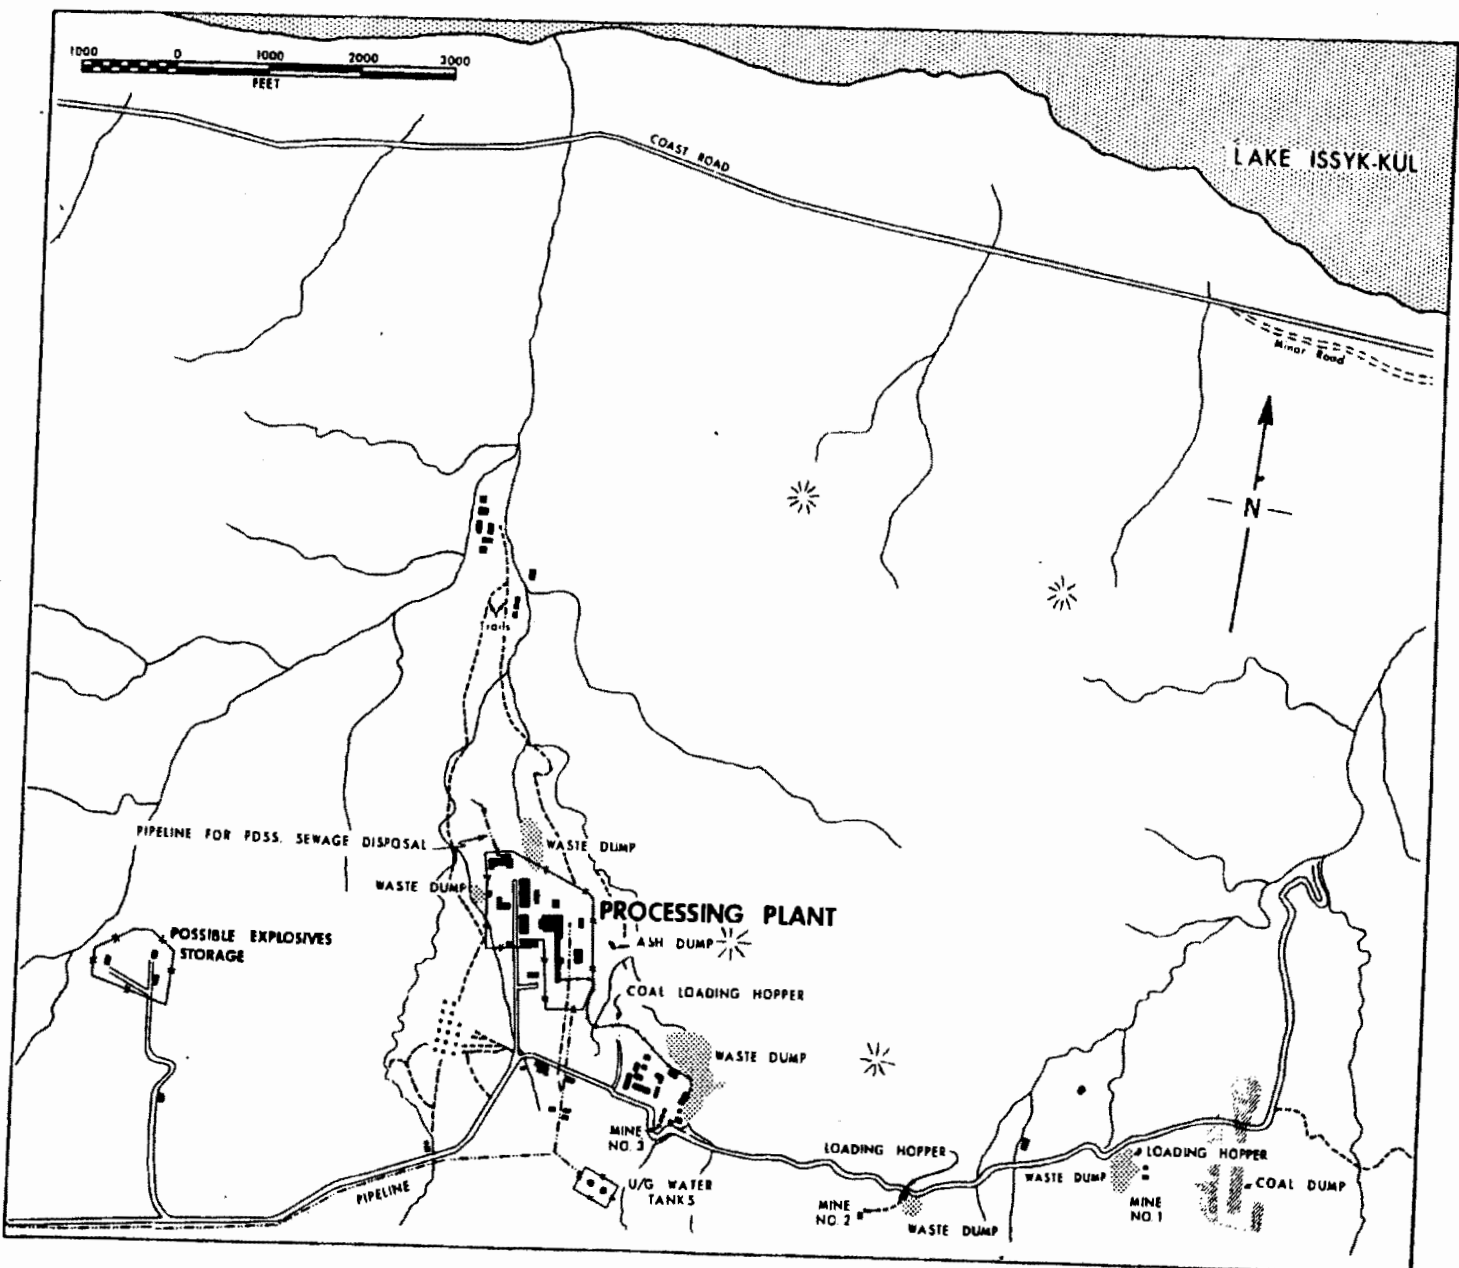 1000 0 1000 2000 3000
FEET
COAST ROAD
LAKE ISSYK-KUL
Minor Road
N
Trails
PIPELINE FOR POSS. SEWAGE DISPOSAL
WASTE DUMP
WASTE DUMP
PROCESSING PLANT
POSSIBLE EXPLOSIVES
STORAGE
ASH DUMP
COAL LOADING HOPPER
WASTE DUMP
MINE
NO. 3
LOADING HOPPER
LOADING HOPPER
WASTE DUMP
COAL DUMP
U/G WATER
TANKS
PIPELINE
MINE
NO. 2
MINE
NO. 1
WASTE DUMP